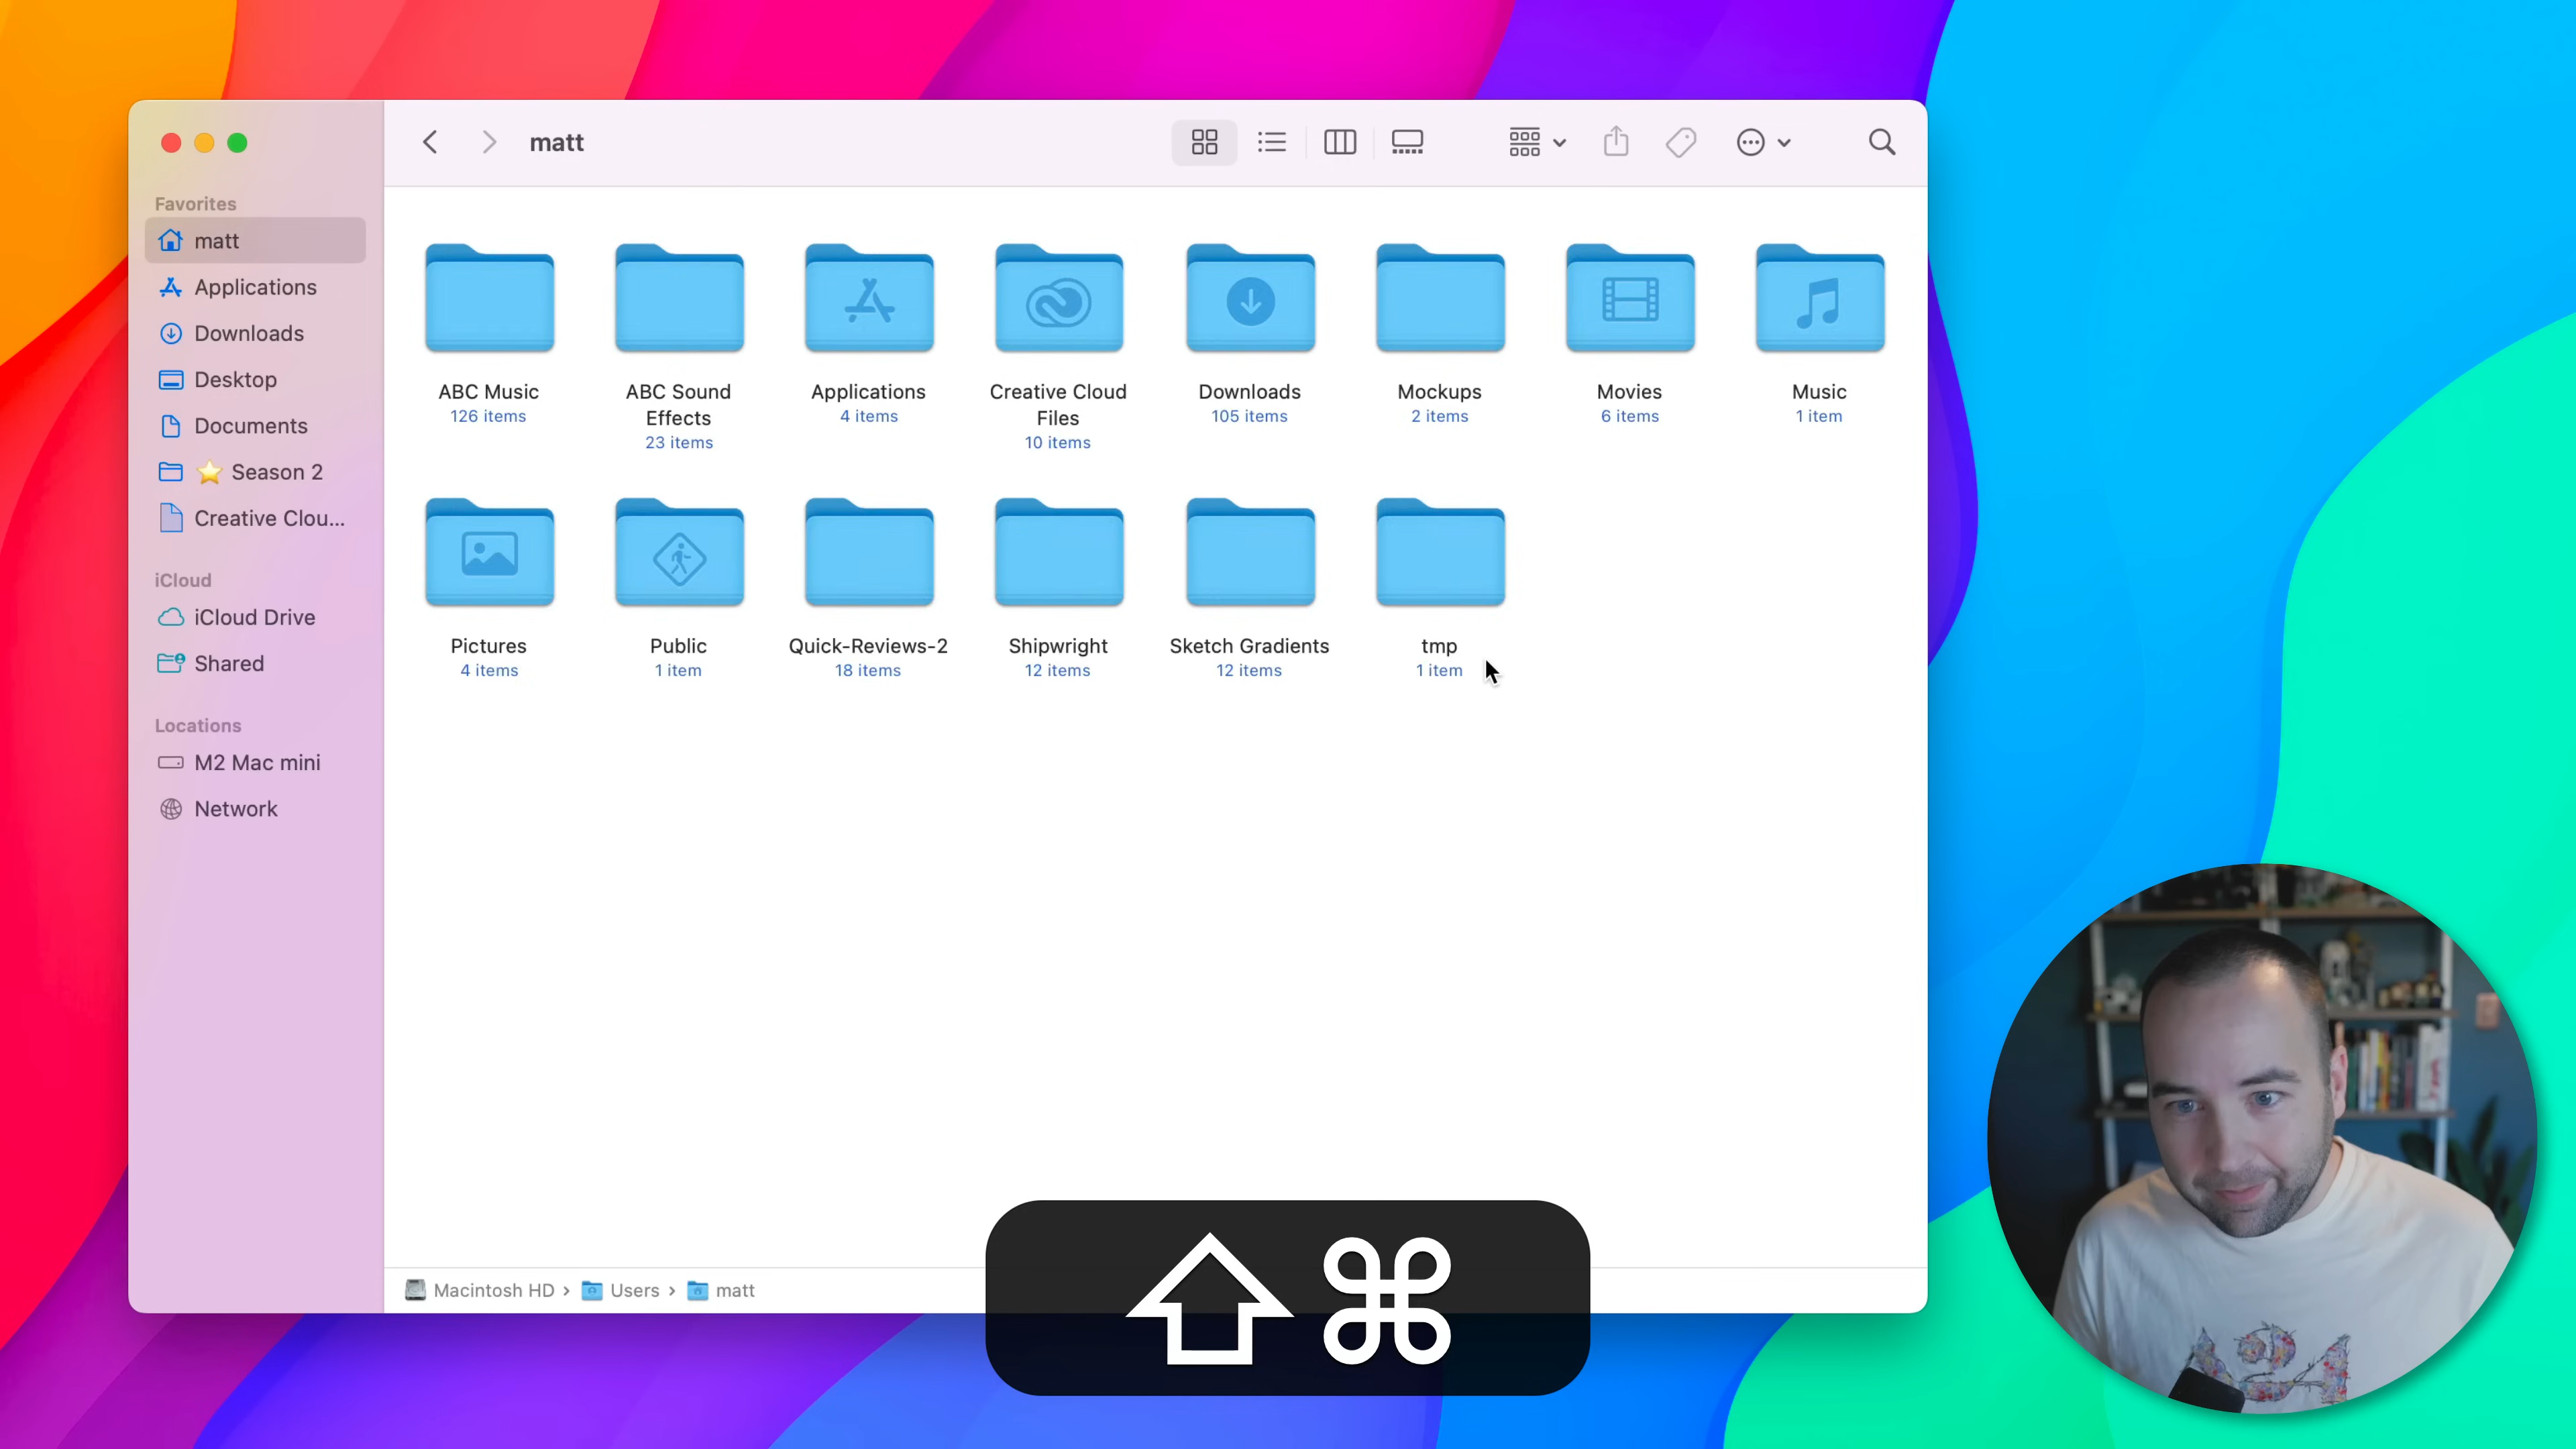 matt
Favorites
matt
Applications
Downloads
Desktop
Documents
⭐ Season 2
Creative Clou...
iCloud
iCloud Drive
Shared
Locations
M2 Mac mini
Network
ABC Music
126 items
ABC Sound
Effects
23 items
Applications
4 items
Creative Cloud
Files
10 items
Downloads
105 items
Mockups
2 items
Movies
6 items
Music
1 item
Pictures
4 items
Public
1 item
Quick-Reviews-2
18 items
Shipwright
12 items
Sketch Gradients
12 items
tmp
1 item
Macintosh HD › Users › matt
⇧⌘